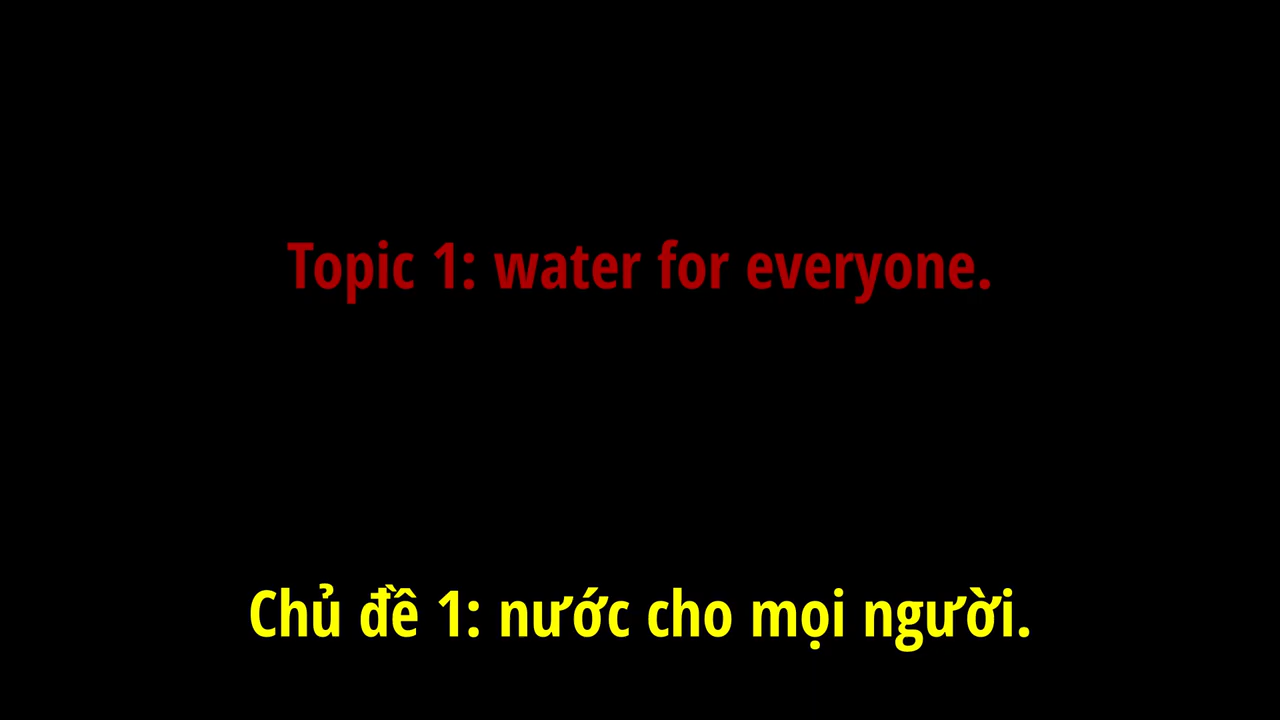 Topic 1: water for everyone.
Chủ đề 1: nước cho mọi người.